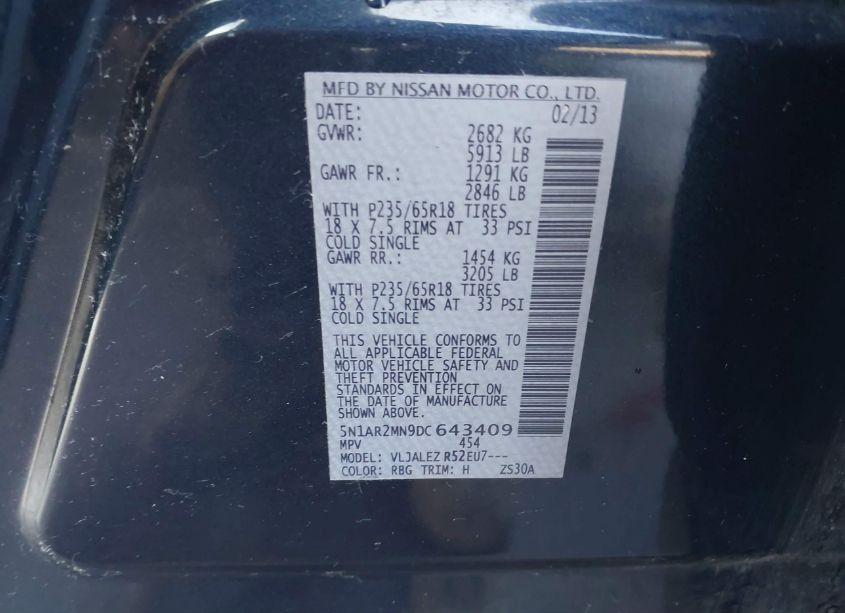 MFD BY NISSAN MOTOR CO., LTD.
DATE: 02/13
GVWR: 2682 KG
5913 LB
GAWR FR.: 1291 KG
2846 LB
WITH P235/65R18 TIRES
18 X 7.5 RIMS AT 33 PSI
COLD SINGLE
GAWR RR.: 1454 KG
3205 LB
WITH P235/65R18 TIRES
18 X 7.5 RIMS AT 33 PSI
COLD SINGLE
THIS VEHICLE CONFORMS TO
ALL APPLICABLE FEDERAL
MOTOR VEHICLE SAFETY AND
THEFT PREVENTION
STANDARDS IN EFFECT ON
THE DATE OF MANUFACTURE
SHOWN ABOVE.
5N1AR2MN9DC643409
MPV 454
MODEL: VLJALEZ R52EU7---
COLOR: RBG TRIM: H ZS30A